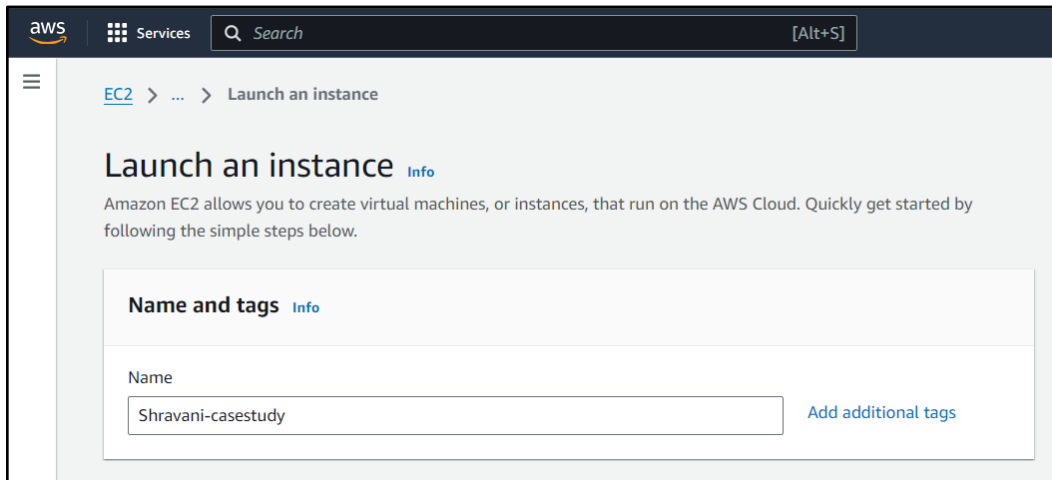 aws Services Search [Alt+S]
EC2 > ... > Launch an instance
Launch an instance Info
Amazon EC2 allows you to create virtual machines, or instances, that run on the AWS Cloud. Quickly get started by
following the simple steps below.
Name and tags Info
Name
Shravani-casestudy Add additional tags